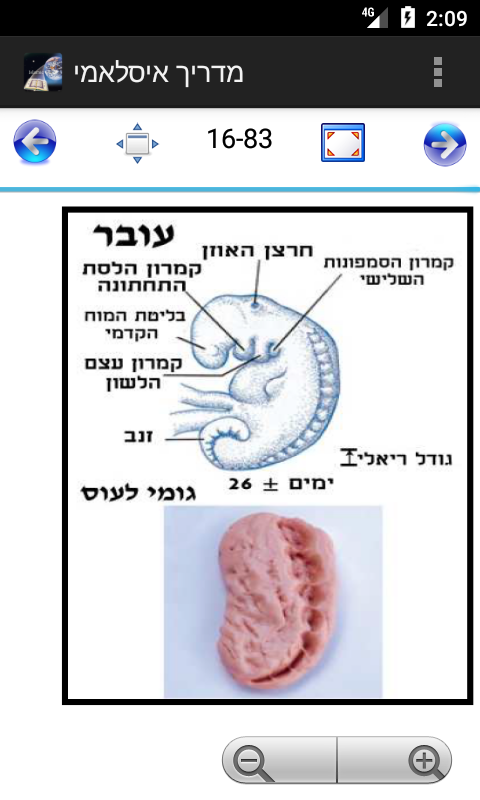 4G 2:09
מדריך איסלאמי
16-83
עובר
חרצן האוזן
קמרון הסמפונות
השלישי
קמרון הלסת
התחתונה
בליטת המוח
הקדמי
קמרון עצם
הלשון
זנב
גודל ריאלי
26 ± ימים
גומי לעוס